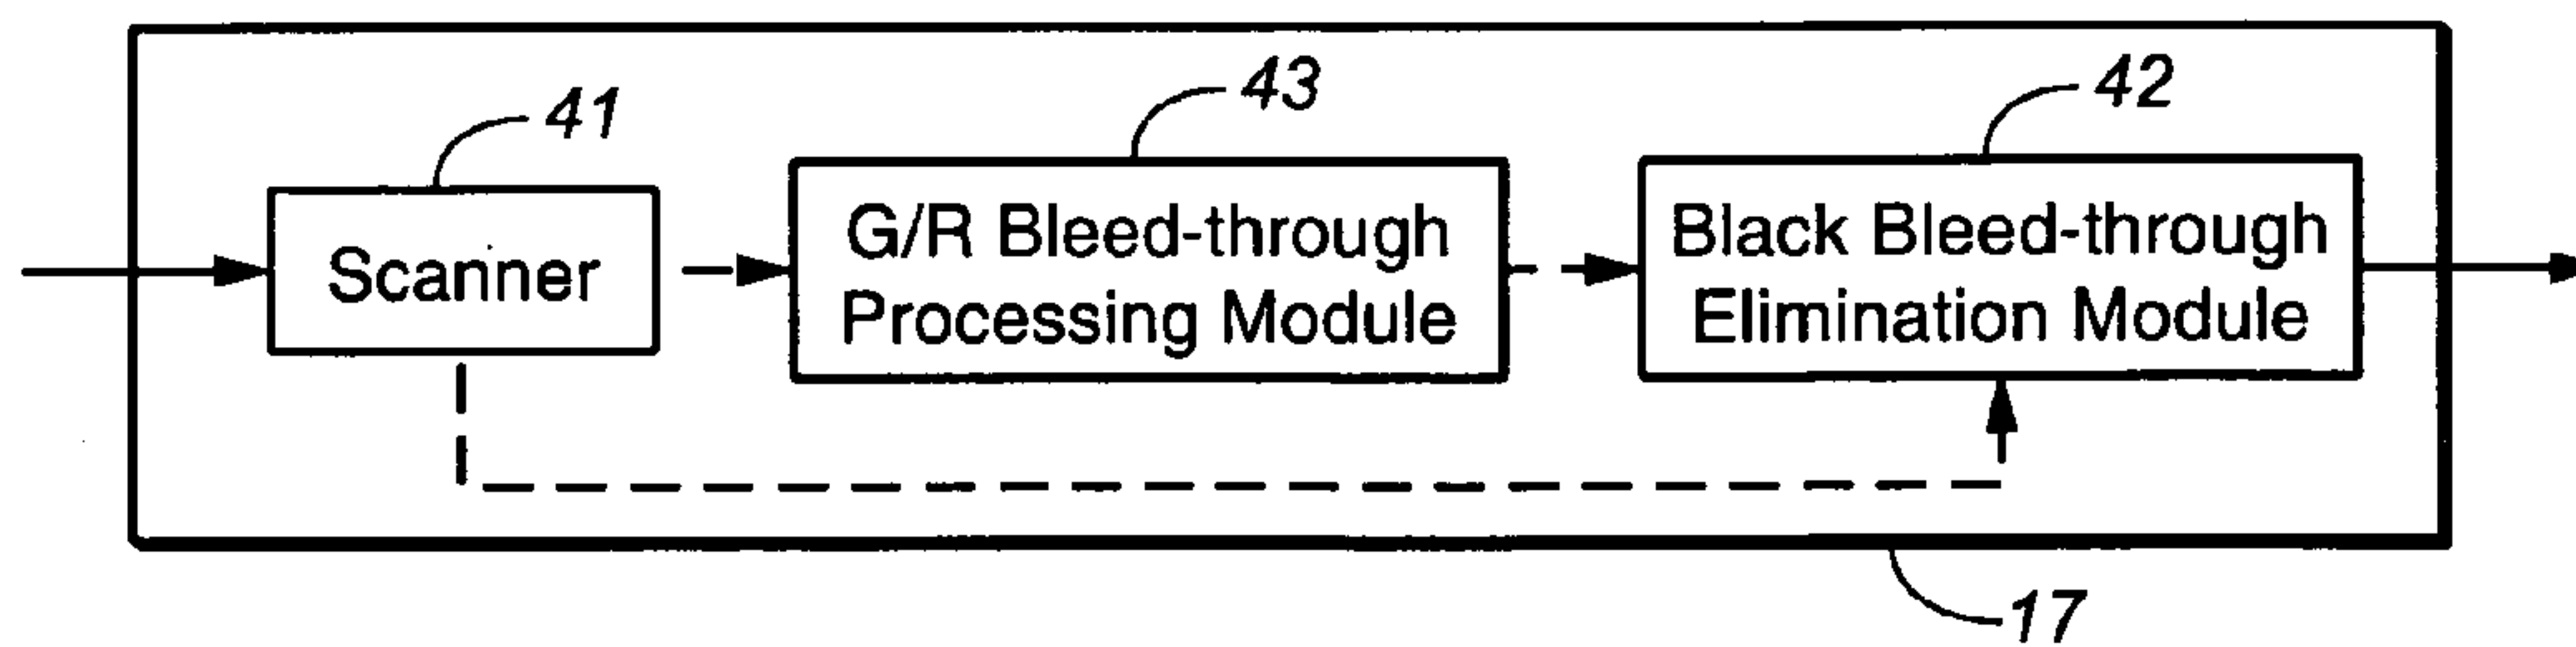 41
43
42
Scanner
G/R Bleed-through
Processing Module
Black Bleed-through
Elimination Module
17